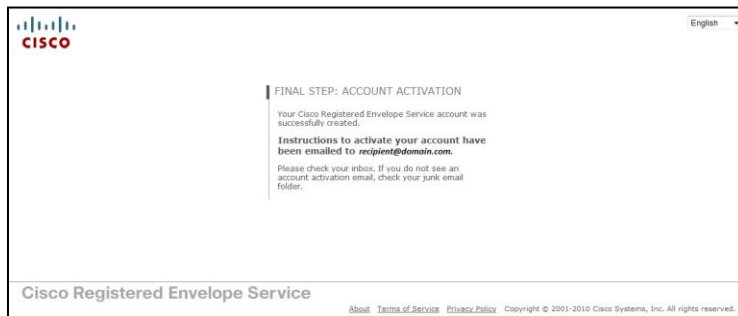 CISCO
English
FINAL STEP: ACCOUNT ACTIVATION
Your Cisco Registered Envelope Service account was
successfully created.
Instructions to activate your account have
been emailed to recipient@domain.com.
Please check your inbox. If you do not see an
account activation email, check your junk email
folder.
Cisco Registered Envelope Service
About Terms of Service Privacy Policy Copyright © 2001-2010 Cisco Systems, Inc. All rights reserved.